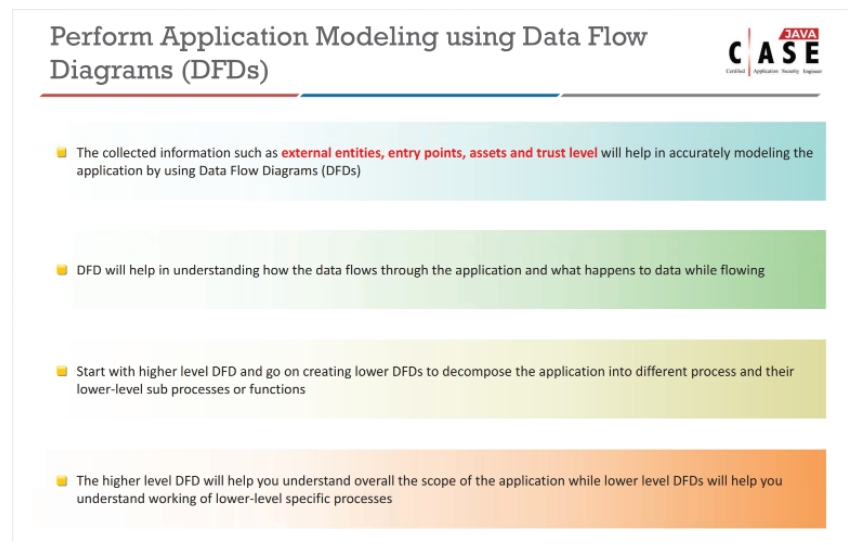 Perform Application Modeling using Data Flow
Diagrams (DFDs)
JAVA
CASE
Certified Application Security Engineer
The collected information such as external entities, entry points, assets and trust level will help in accurately modeling the
application by using Data Flow Diagrams (DFDs)
DFD will help in understanding how the data flows through the application and what happens to data while flowing
Start with higher level DFD and go on creating lower DFDs to decompose the application into different process and their
lower-level sub processes or functions
The higher level DFD will help you understand overall the scope of the application while lower level DFDs will help you
understand working of lower-level specific processes